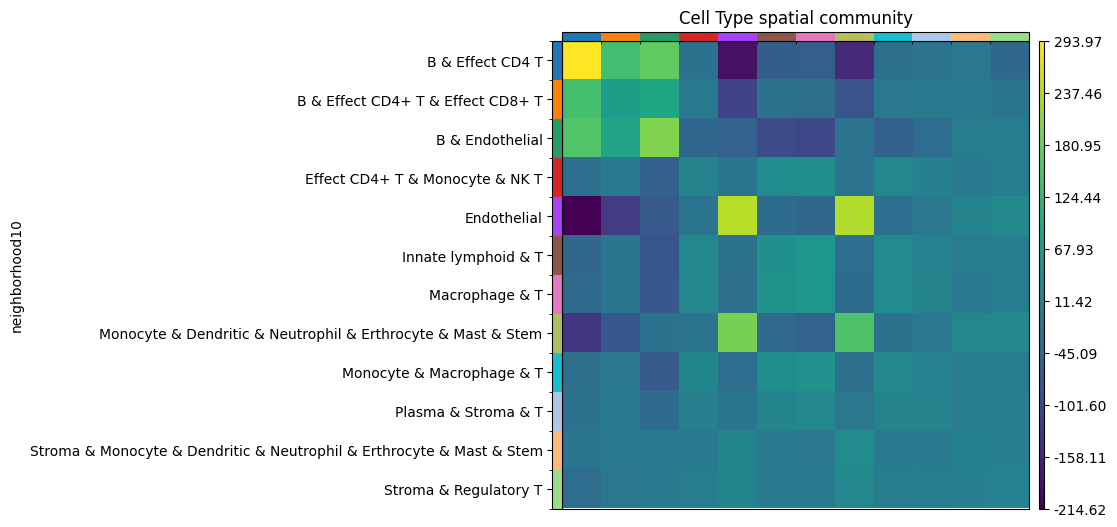 Cell Type spatial community
neighborhood10
B & Effect CD4 T
B & Effect CD4+ T & Effect CD8+ T
B & Endothelial
Effect CD4+ T & Monocyte & NK T
Endothelial
Innate lymphoid & T
Macrophage & T
Monocyte & Dendritic & Neutrophil & Erthrocyte & Mast & Stem
Monocyte & Macrophage & T
Plasma & Stroma & T
Stroma & Monocyte & Dendritic & Neutrophil & Erthrocyte & Mast & Stem
Stroma & Regulatory T
293.97
237.46
180.95
124.44
67.93
11.42
-45.09
-101.60
-158.11
-214.62